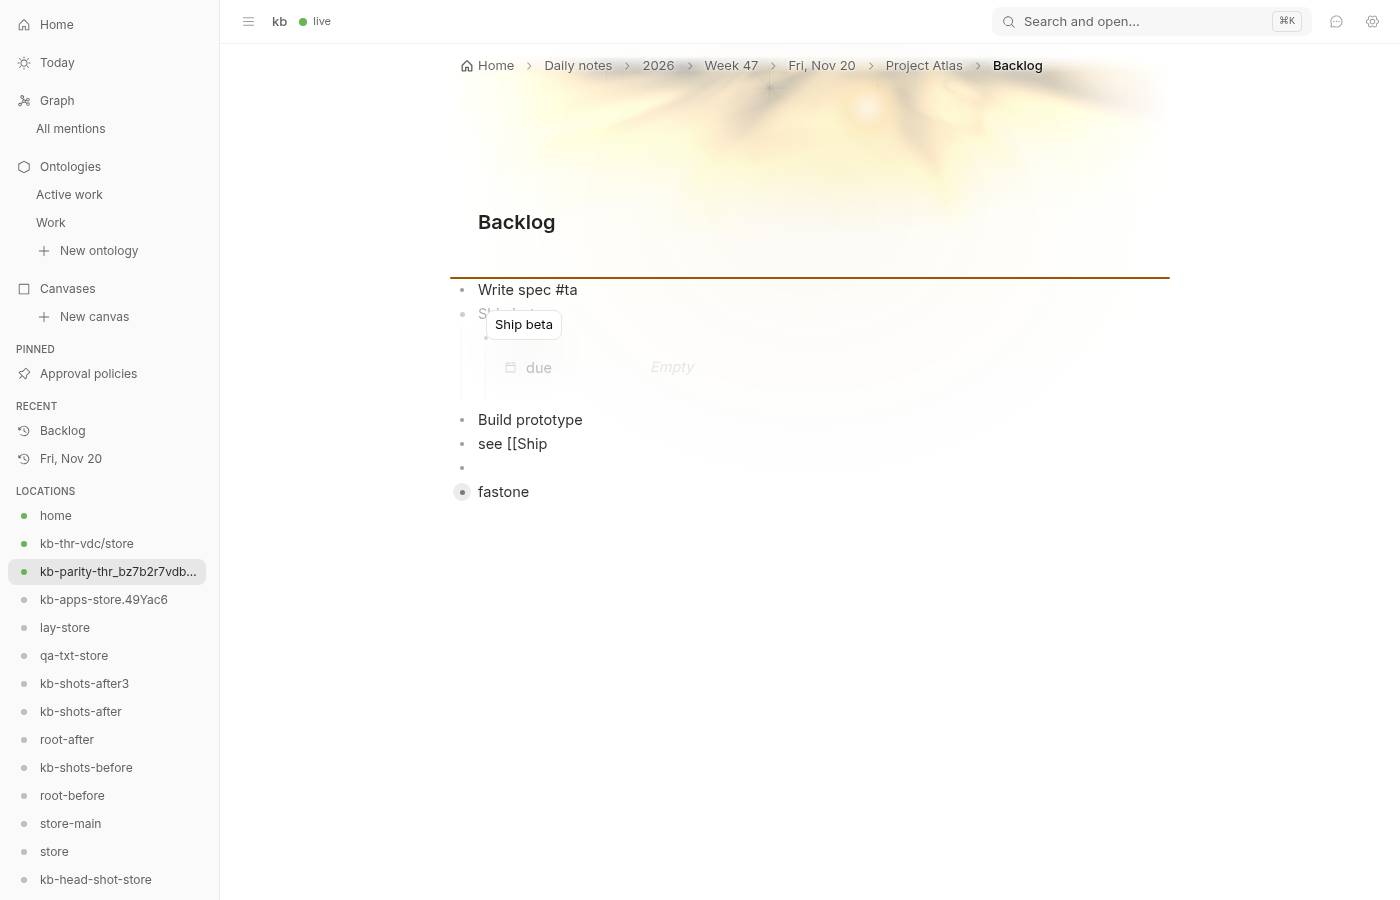 Home
Today
Graph
All mentions
Ontologies
Active work
Work
New ontology
Canvases
New canvas
PINNED
Approval policies
RECENT
Backlog
Fri, Nov 20
LOCATIONS
home
kb-thr-vdc/store
kb-parity-thr_bz7b2r7vdb...
kb-apps-store.49Yac6
lay-store
qa-txt-store
kb-shots-after3
kb-shots-after
root-after
kb-shots-before
root-before
store-main
store
kb-head-shot-store
kb live
Search and open... ⌘K
Home > Daily notes > 2026 > Week 47 > Fri, Nov 20 > Project Atlas > Backlog
Backlog
Write spec #ta
Ship beta
due Empty
Build prototype
see [[Ship
fastone